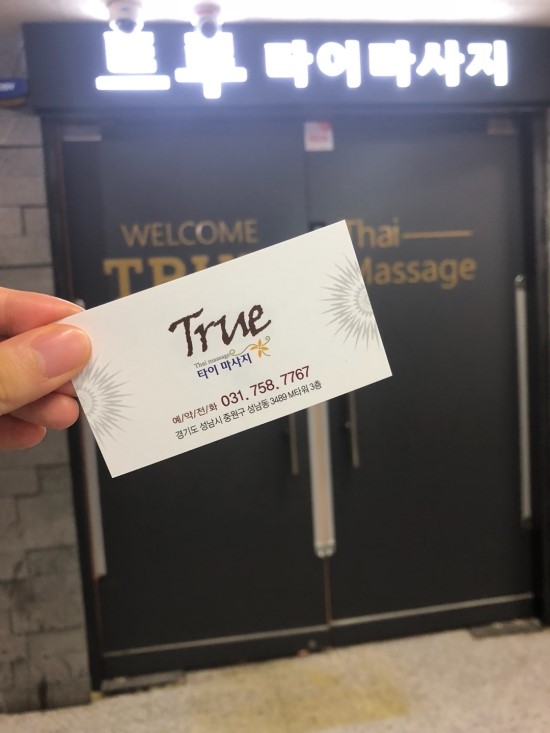 트루 타이마사지
WELCOME
Thai
Massage
True
Thai massage
타이 마사지
예/약/전/화 031.758.7767
경기도 성남시 중원구 성남동 3489 M타워 3층